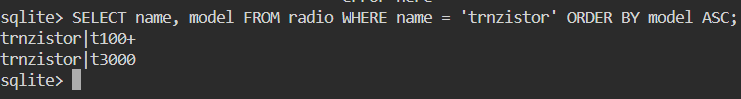 sqlite> SELECT name, model FROM radio WHERE name = 'trnzistor' ORDER BY model ASC;
trnzistor|t100+
trnzistor|t3000
sqlite>